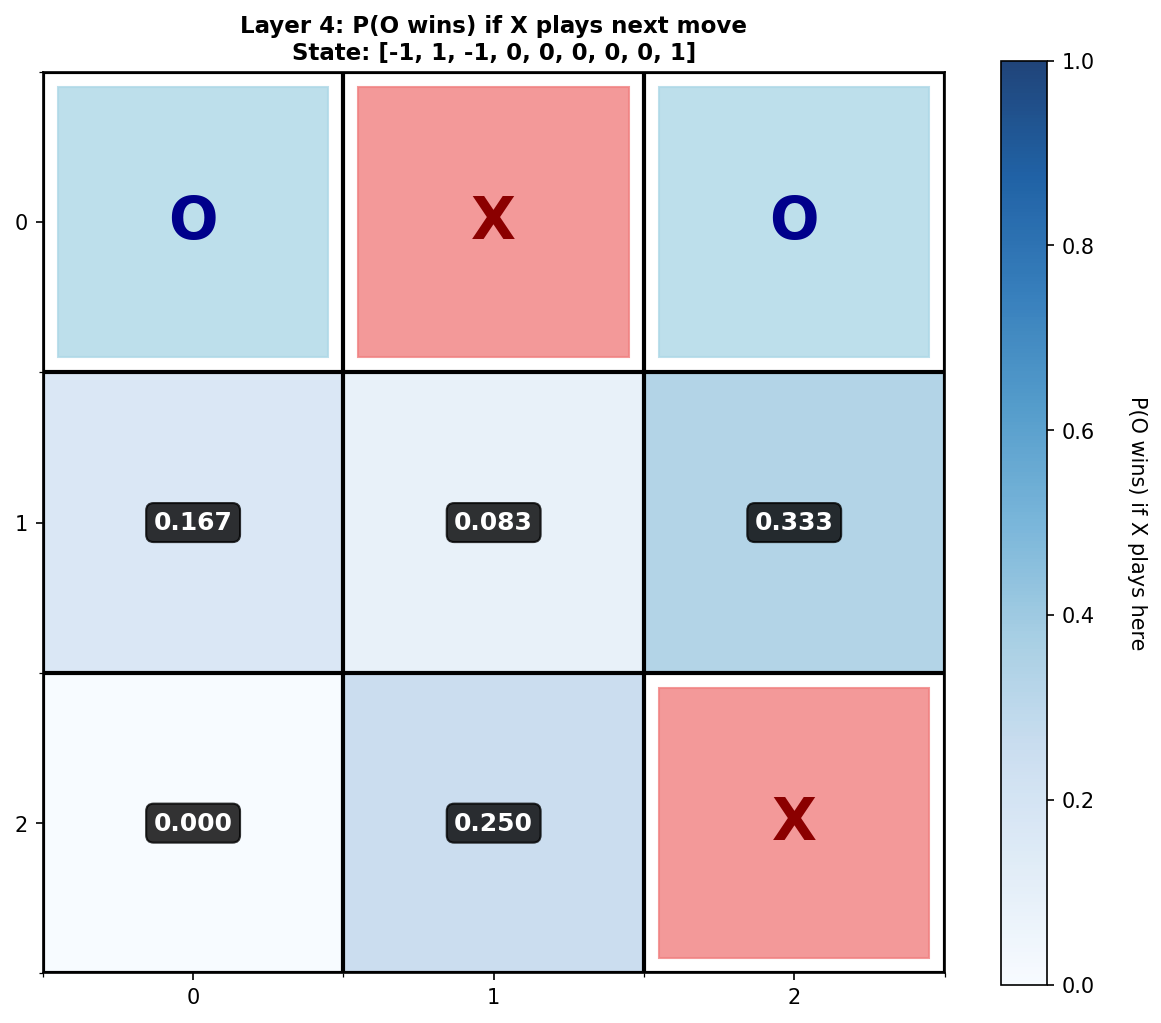 Layer 4: P(O wins) if X plays next move
State: [-1, 1, -1, 0, 0, 0, 0, 0, 1]
0
O
X
O
1
0.167
0.083
0.333
2
0.000
0.250
X
0
1
2
1.0
0.8
0.6
0.4
0.2
0.0
P(O wins) if X plays here